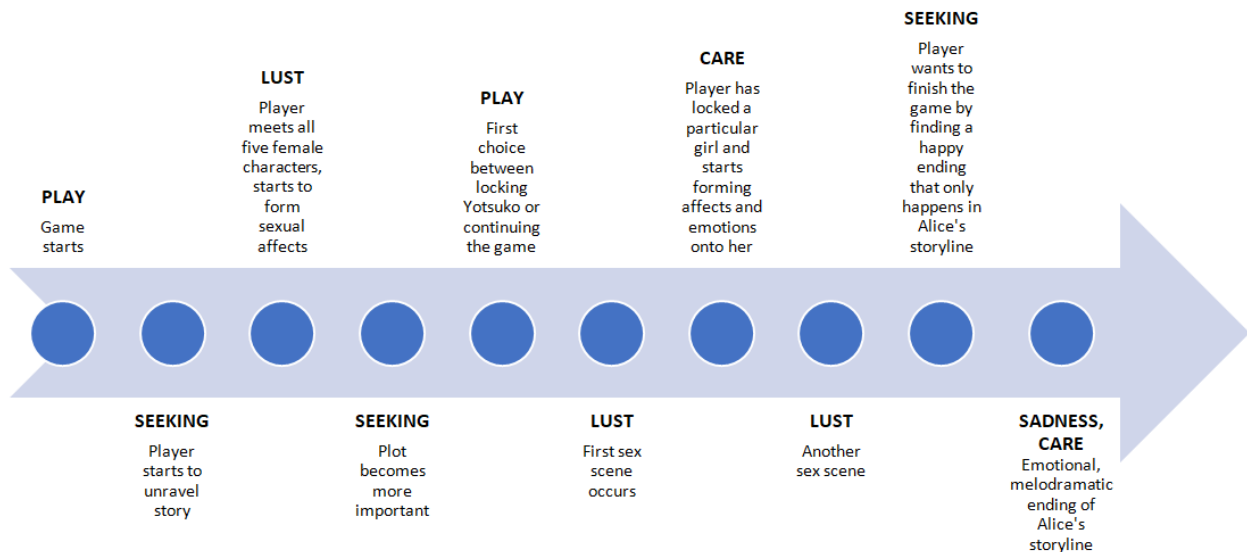 PLAY
Game
starts
SEEKING
Player
starts to
unravel
story
LUST
Player
meets all
five female
characters,
starts to
form
sexual
affects
SEEKING
Plot
becomes
more
important
PLAY
First
choice
between
locking
Yotsuko or
continuing
the game
LUST
First sex
scene
occurs
CARE
Player has
locked a
particular
girl and
starts
forming
affects and
emotions
onto her
LUST
Another
sex scene
SEEKING
Player
wants to
finish the
game by
finding a
happy
ending
that only
happens in
Alice's
storyline
SADNESS,
CARE
Emotional,
melodramatic
ending of
Alice's
storyline